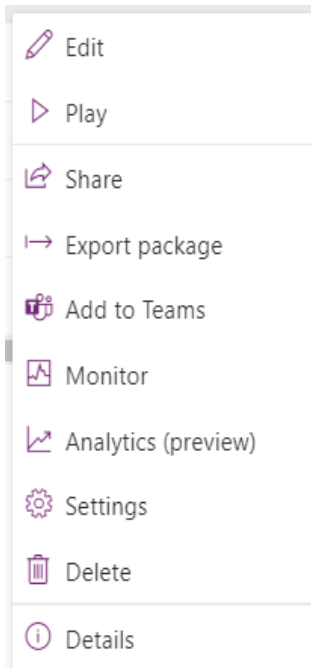 Edit
Play
Share
Export package
Add to Teams
Monitor
Analytics (preview)
Settings
Delete
Details